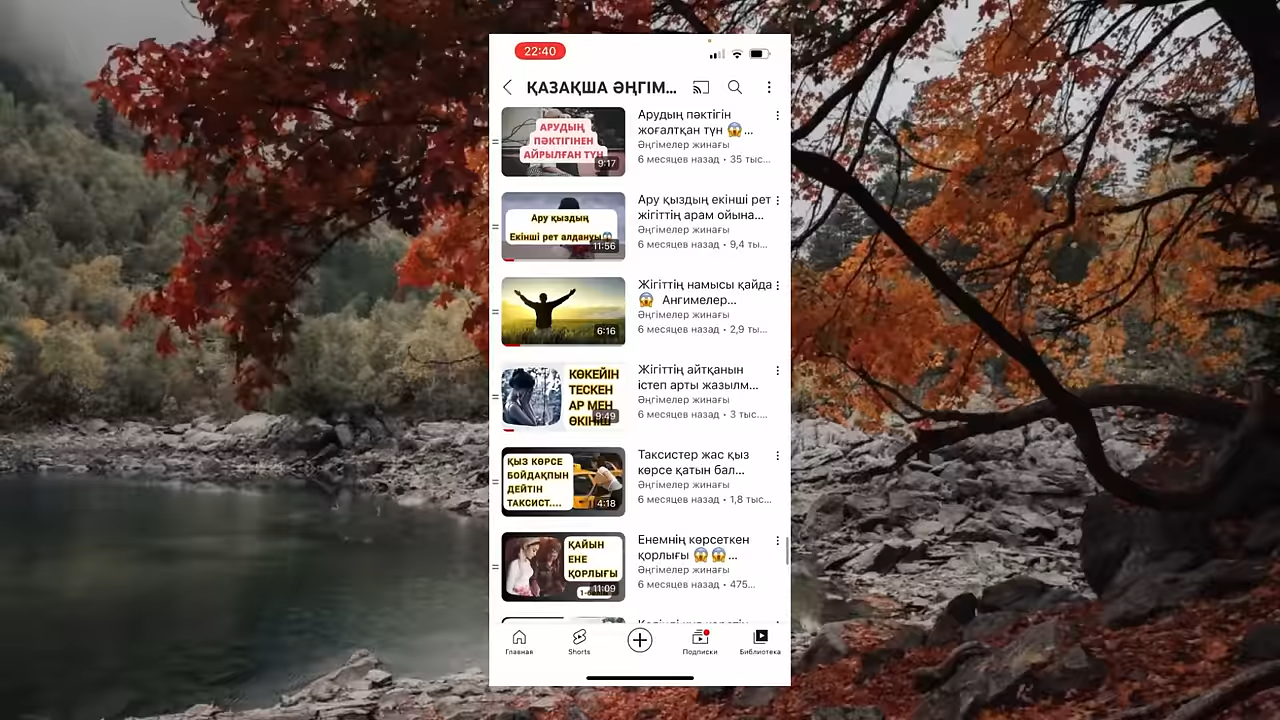 22:40
ҚАЗАҚША ӘҢГІМ...
АРУДЫҢ
ПӘКТІГІНЕН
АЙРЫЛҒАН ТҮН
9:17
Арудың пәктігін
жоғалтқан түн 😱...
Әңгімелер жинағы
6 месяцев назад • 35 тыс...
Ару қыздың
Екінші рет алдануы😱
11:56
Ару қыздың екінші рет
жігіттің арам ойына...
Әңгімелер жинағы
6 месяцев назад • 9,4 ты...
6:16
Жігіттің намысы қайда
😱 Ангимелер...
Әңгімелер жинағы
6 месяцев назад • 2,9 ты...
КӨКЕЙІН
ТЕСКЕН
АР МЕН
ӨКІНІШ
9:49
Жігіттің айтқанын
істеп арты жазылм...
Әңгімелер жинағы
6 месяцев назад • 3 тыс....
ҚЫЗ КӨРСЕ
БОЙДАҚПЫН
ДЕЙТІН
ТАКСИСТ....
4:18
Таксистер жас қыз
көрсе қатын бал...
Әңгімелер жинағы
6 месяцев назад • 1,8 тыс...
ҚАЙЫН
ЕНЕ
ҚОРЛЫҒЫ
11:09
Енемнің көрсеткен
қорлығы 😱😱...
Әңгімелер жинағы
6 месяцев назад • 475...
Главная
Shorts
Подписки
Библиотека